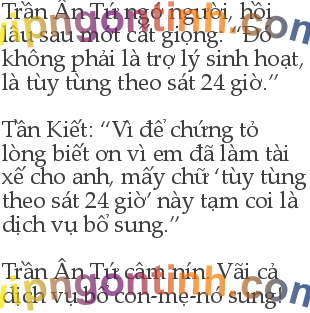 Trần Ân Tứ ngớ người, hồi
lâu sau mới cất giọng. “Đó
không phải là trợ lý sinh hoạt,
là tùy tùng theo sát 24 giờ.”
Tần Kiết: “Vì để chứng tỏ
lòng biết ơn vì em đã làm tài
xế cho anh, mấy chữ ‘tùy tùng
theo sát 24 giờ’ này tạm coi là
dịch vụ bổ sung.”
Trần Ân Tứ câm nín. Vãi cả
dịch vụ bổ con-mẹ-nó sung!
vipngontinh.com
vipngontinh.com